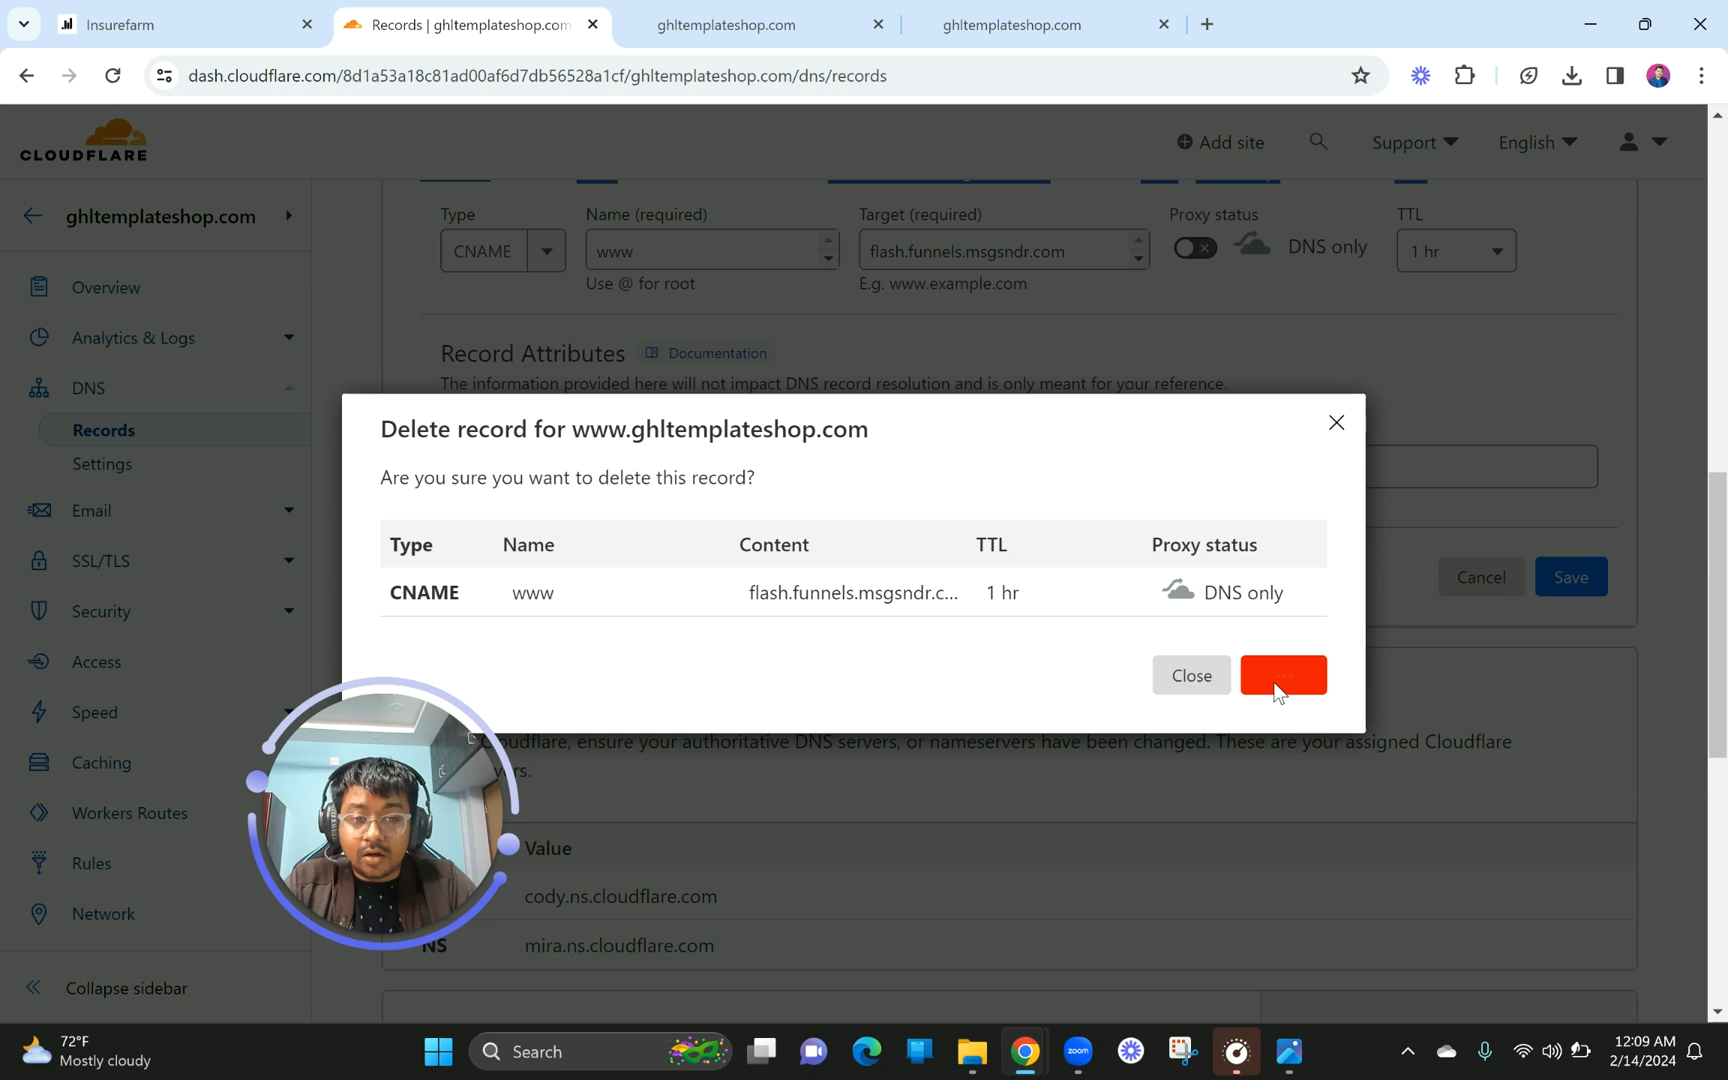 Insurefarm
Records | ghltemplateshop.com
ghltemplateshop.com
ghltemplateshop.com
dash.cloudflare.com/8d1a53a18c81ad00af6d7db56528a1cf/ghltemplateshop.com/dns/records
CLOUDFLARE
Add site
Support
English
ghltemplateshop.com
Overview
Analytics & Logs
DNS
Records
Settings
Email
SSL/TLS
Security
Access
Speed
Caching
Workers Routes
Rules
Network
Collapse sidebar
Type
Name (required)
Target (required)
Proxy status
TTL
CNAME
www
flash.funnels.msgsndr.com
DNS only
1 hr
Use @ for root
E.g. www.example.com
Record Attributes
Documentation
The information provided here will not impact DNS record resolution and is only meant for your reference.
Delete record for www.ghltemplateshop.com
Are you sure you want to delete this record?
Type Name Content TTL Proxy status
CNAME www flash.funnels.msgsndr.c... 1 hr DNS only
Close
Cancel
Save
Cloudflare, ensure your authoritative DNS servers, or nameservers have been changed. These are your assigned Cloudflare
Value
cody.ns.cloudflare.com
NS
mira.ns.cloudflare.com
72°F
Mostly cloudy
Search
zoom
12:09 AM
2/14/2024